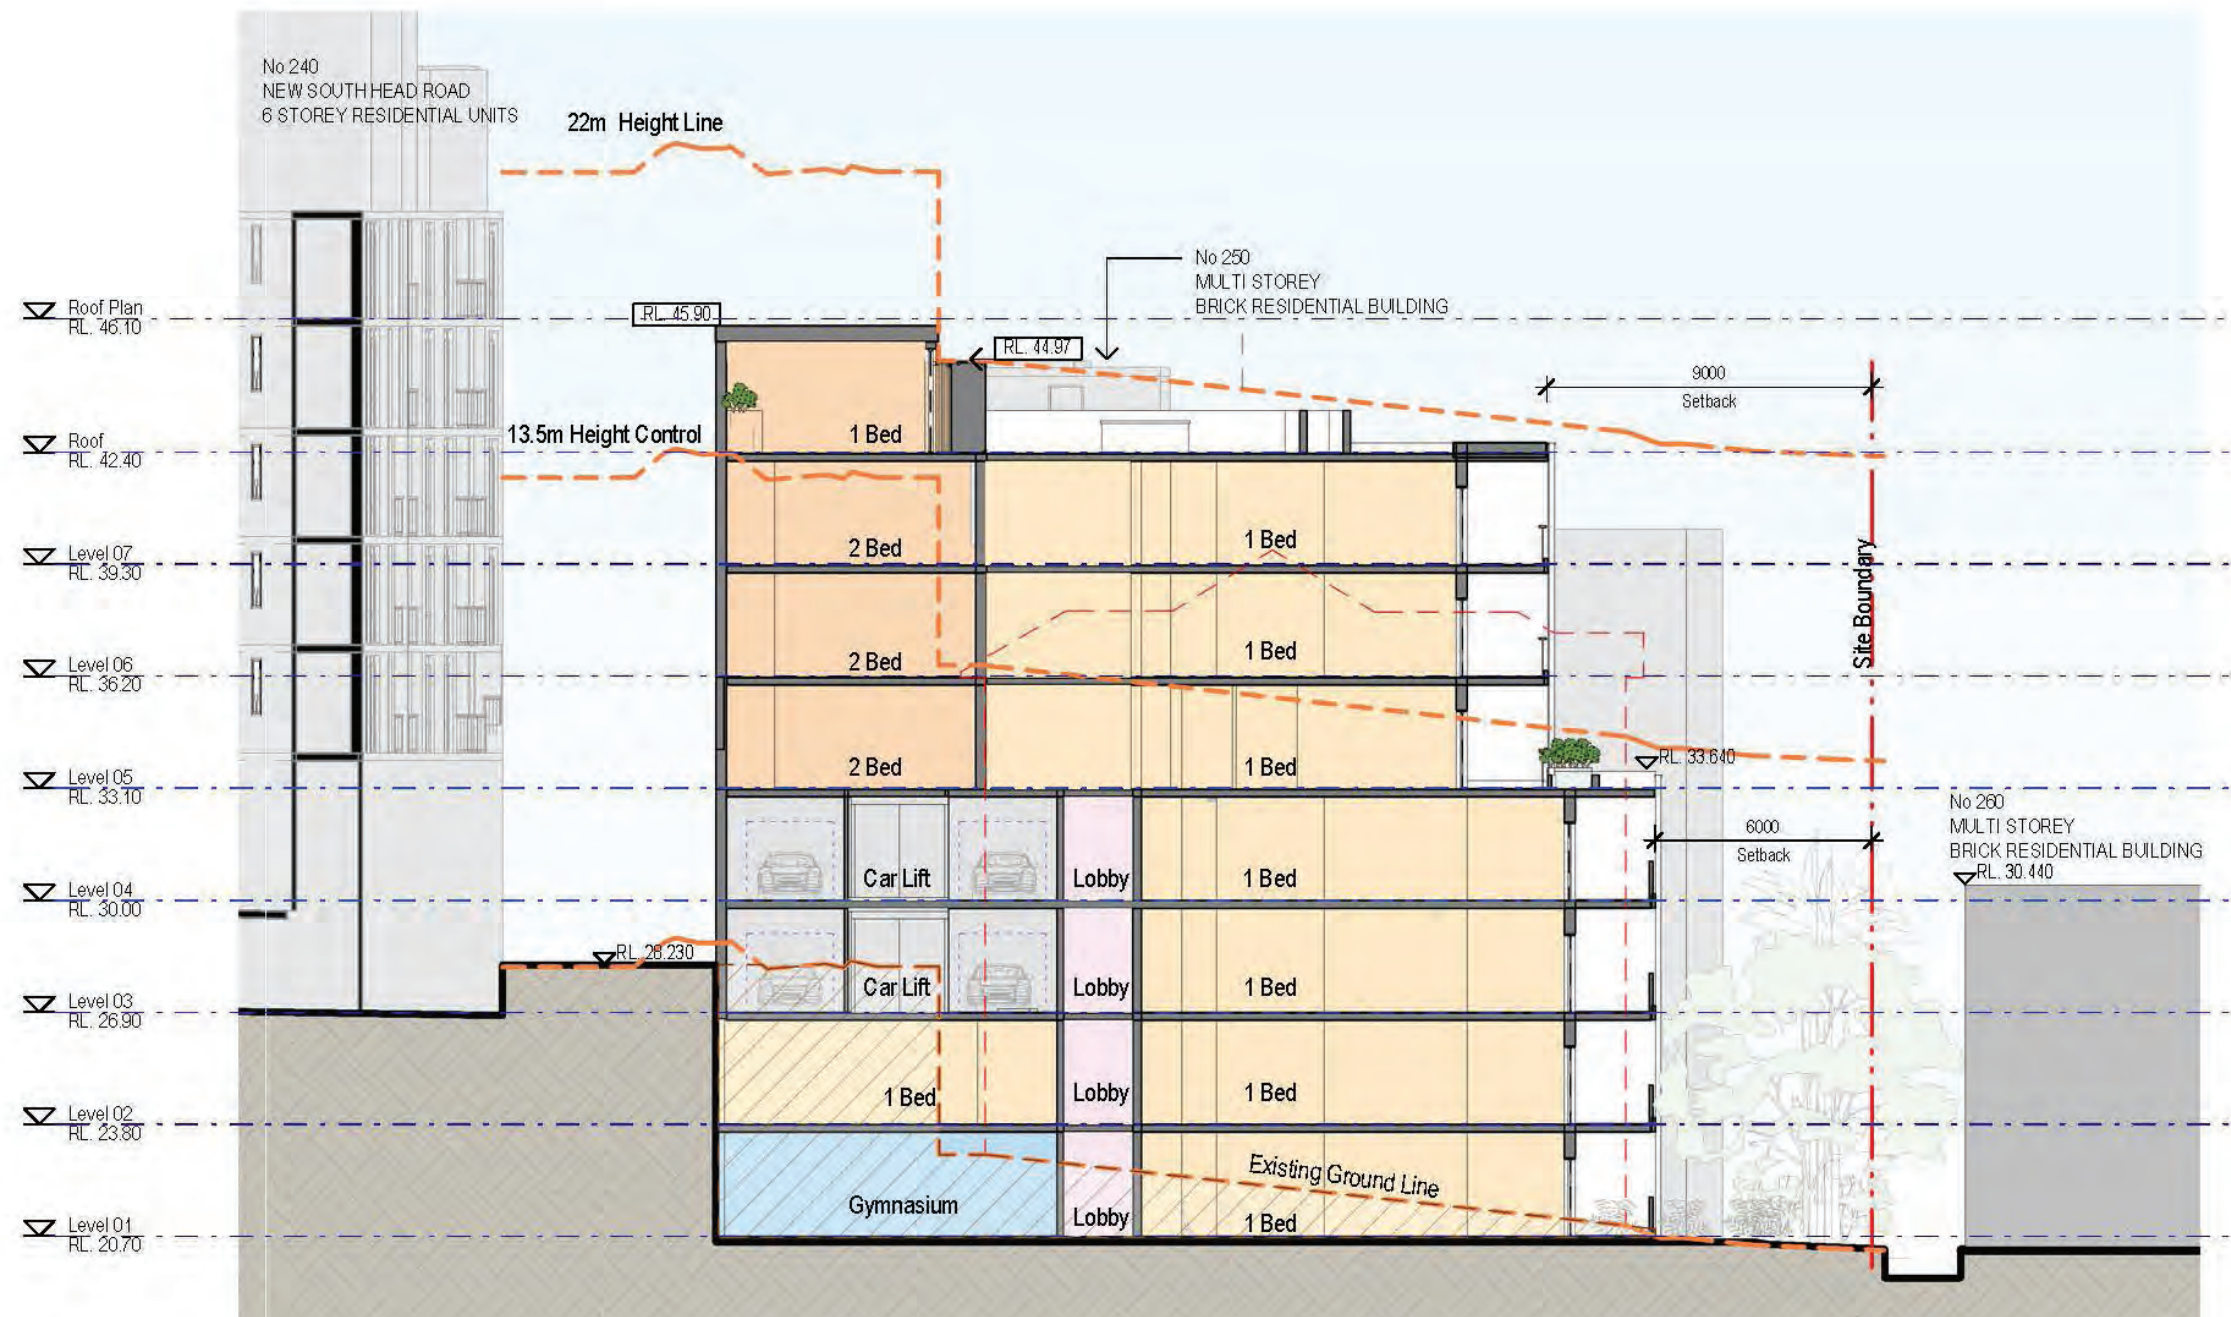 No 240
NEW SOUTH HEAD ROAD
6 STOREY RESIDENTIAL UNITS
22m Height Line
No 250
MULTI STOREY
BRICK RESIDENTIAL BUILDING
Roof Plan
RL. 46.10
RL. 45.90
RL. 44.97
9000
Setback
13.5m Height Control
1 Bed
Roof
RL. 42.40
2 Bed
1 Bed
Level 07
RL. 39.30
Site Boundary
2 Bed
1 Bed
Level 06
RL. 36.20
2 Bed
1 Bed
RL. 33.640
Level 05
RL. 33.10
No 260
MULTI STOREY
BRICK RESIDENTIAL BUILDING
RL. 30.440
6000
Setback
Car Lift
Lobby
1 Bed
Level 04
RL. 30.00
RL. 28.230
Car Lift
Lobby
1 Bed
Level 03
RL. 26.90
1 Bed
Lobby
1 Bed
Level 02
RL. 23.80
Existing Ground Line
Gymnasium
Lobby
1 Bed
Level 01
RL. 20.70